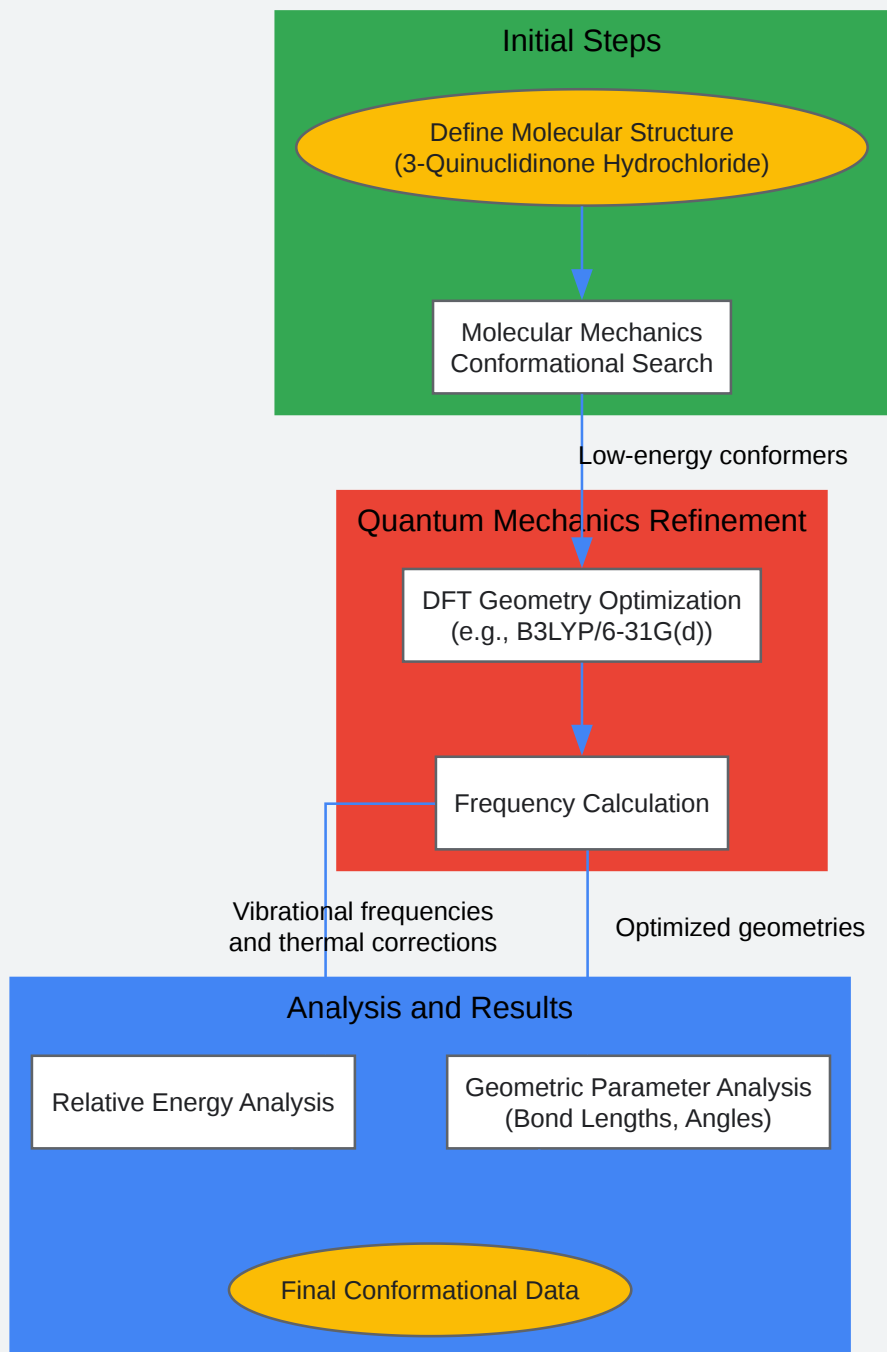 Initial Steps
Define Molecular Structure
(3-Quinuclidinone Hydrochloride)
Molecular Mechanics
Conformational Search
Low-energy conformers
Quantum Mechanics Refinement
DFT Geometry Optimization
(e.g., B3LYP/6-31G(d))
Frequency Calculation
Vibrational frequencies
and thermal corrections
Optimized geometries
Analysis and Results
Relative Energy Analysis
Geometric Parameter Analysis
(Bond Lengths, Angles)
Final Conformational Data